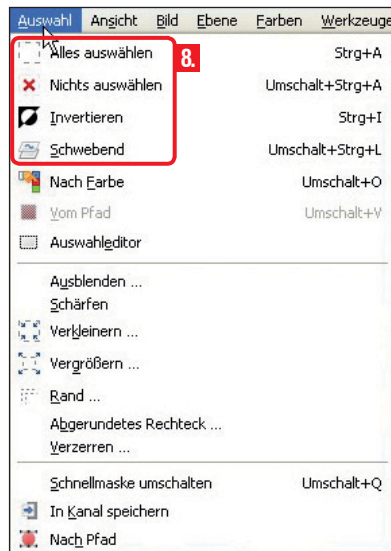 Auswahl Ansicht Bild Ebene Farben Werkzeuge
Alles auswählen Strg+A
8.
Nichts auswählen Umschalt+Strg+A
Invertieren Strg+I
Schwebend Umschalt+Strg+L
Nach Farbe Umschalt+O
Vom Pfad Umschalt+V
Auswahleditor
Ausblenden ...
Schärfen
Verkleinern ...
Vergrößern ...
Rand ...
Abgerundetes Rechteck ...
Verzerren ...
Schnellmaske umschalten Umschalt+Q
In Kanal speichern
Nach Pfad